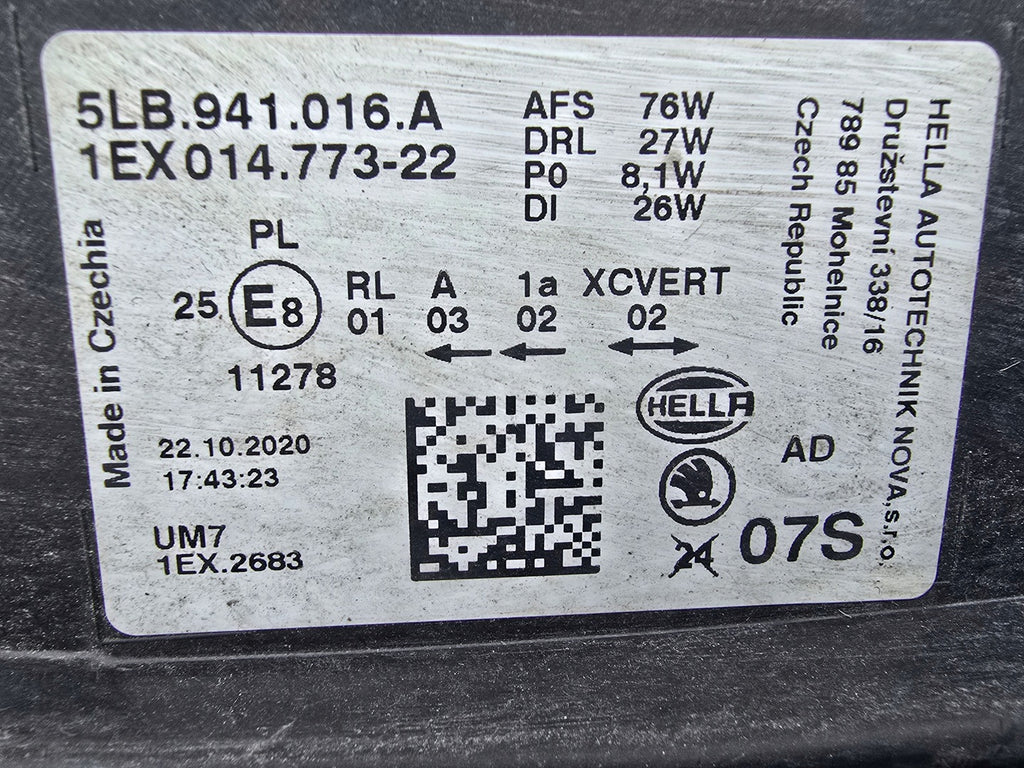 5LB.941.016.A
1EX 014.773-22
AFS 76W
DRL 27W
P0 8,1W
DI 26W
HELLA AUTOTECHNIK NOVA,s.r.o.
Družstevní 338/16
789 85 Mohelnice
Czech Republic
Made in Czechia
PL
25 E8
11278
RL A 1a XCVERT
01 03 02 02
22.10.2020
17:43:23
UM7
1EX.2683
HELLA
AD
24 07S